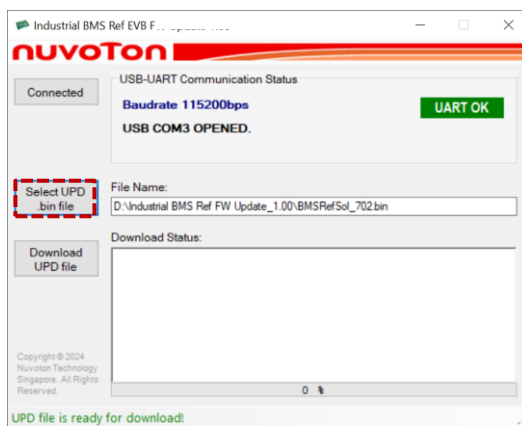 Industrial BMS Ref EVB
nuvoTon
Connected
USB-UART Communication Status
Baudrate 115200bps
USB COM3 OPENED.
UART OK
Select UPD
.bin file
File Name:
D:\Industrial BMS Ref FW Update_1.00\BMSRefSol_702.bin
Download
UPD file
Download Status:
Copyright © 2024
Nuvoton Technology
Singapore. All Rights
Reserved.
0 %
UPD file is ready for download!